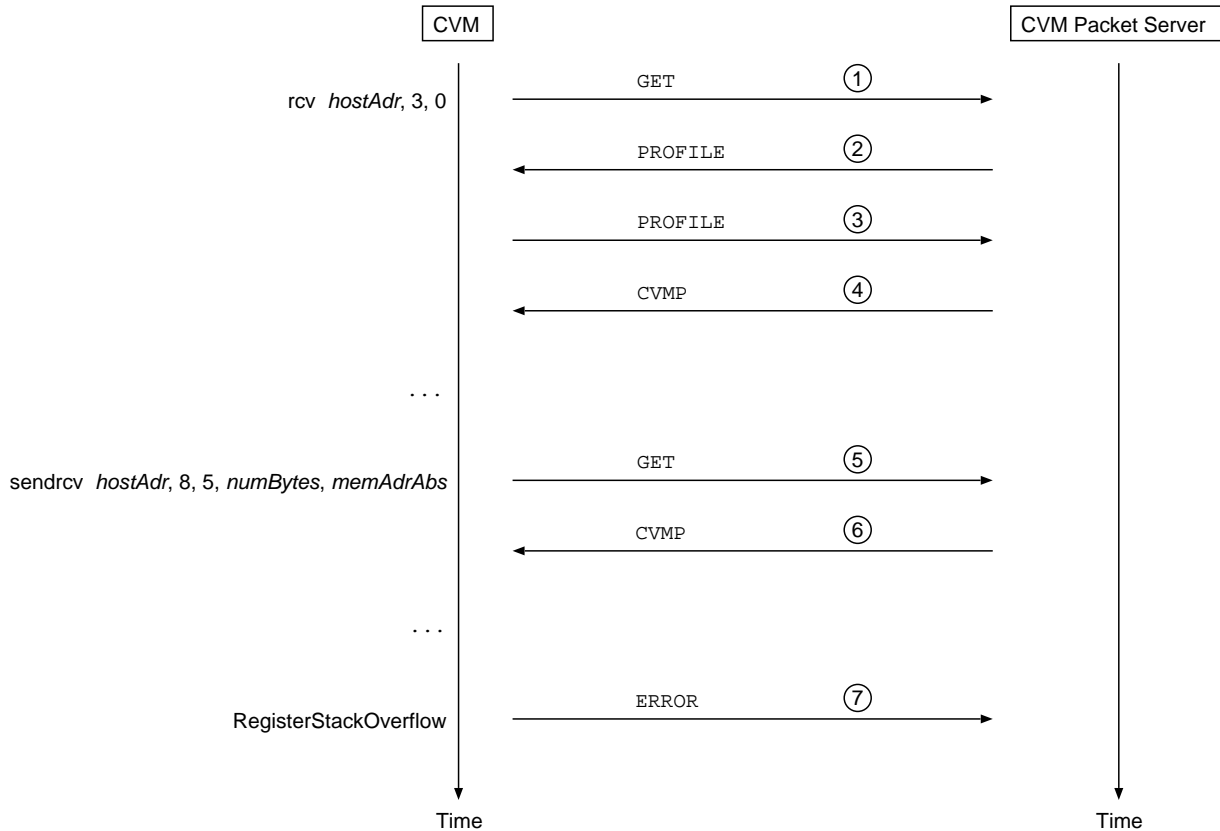 CVM
CVM Packet Server
GET ①
rcv hostAdr, 3, 0
PROFILE ②
PROFILE ③
CVMP ④
...
GET ⑤
sendrcv hostAdr, 8, 5, numBytes, memAdrAbs
CVMP ⑥
...
ERROR ⑦
RegisterStackOverflow
Time
Time